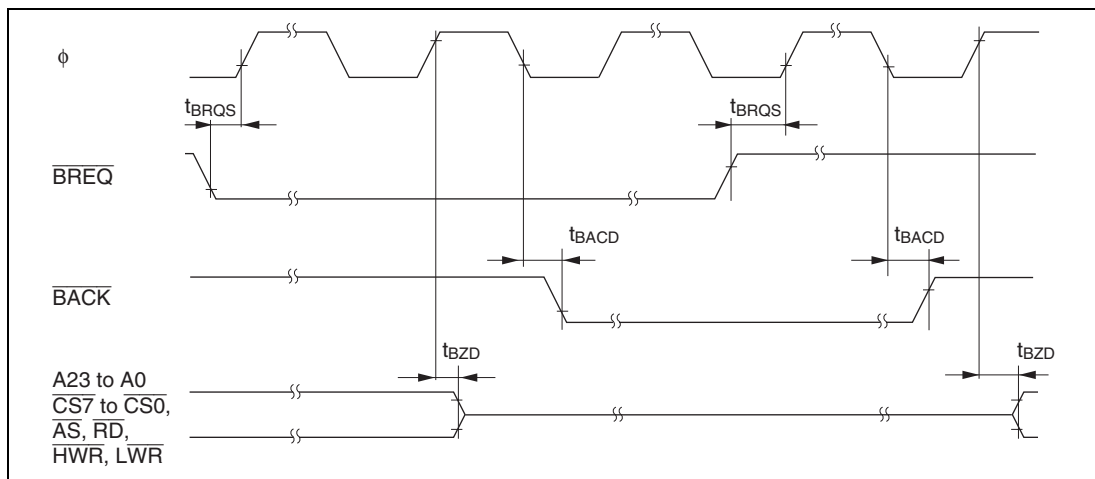 ϕ
tBRQS
tBRQS
BREQ
tBACD
tBACD
BACK
tBZD
tBZD
A23 to A0
CS7 to CS0,
AS, RD,
HWR, LWR